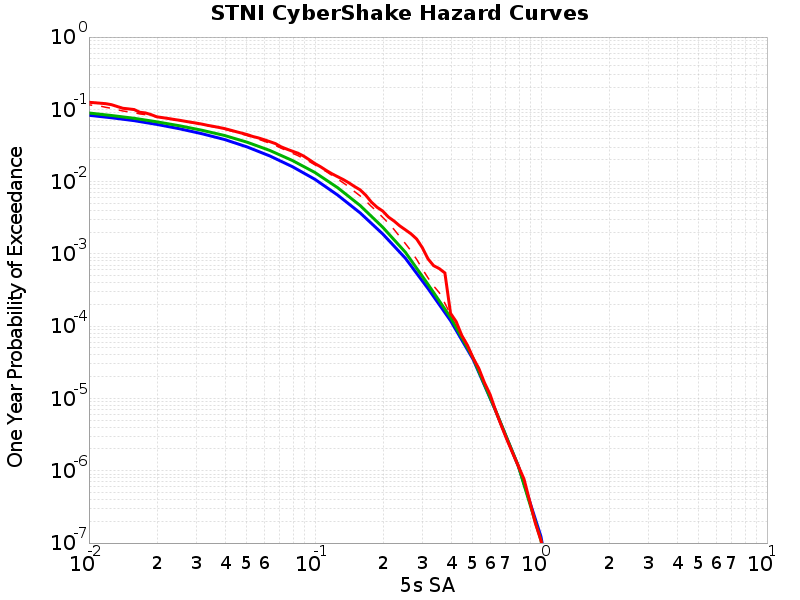 STNI CyberShake Hazard Curves
10^0
10^-1
10^-2
10^-3
10^-4
10^-5
10^-6
10^-7
One Year Probability of Exceedance
10^-2 2 3 4 5 6 10^-1 2 3 4 5 6 7 10^0 2 3 4 5 6 7 10^1
5s SA